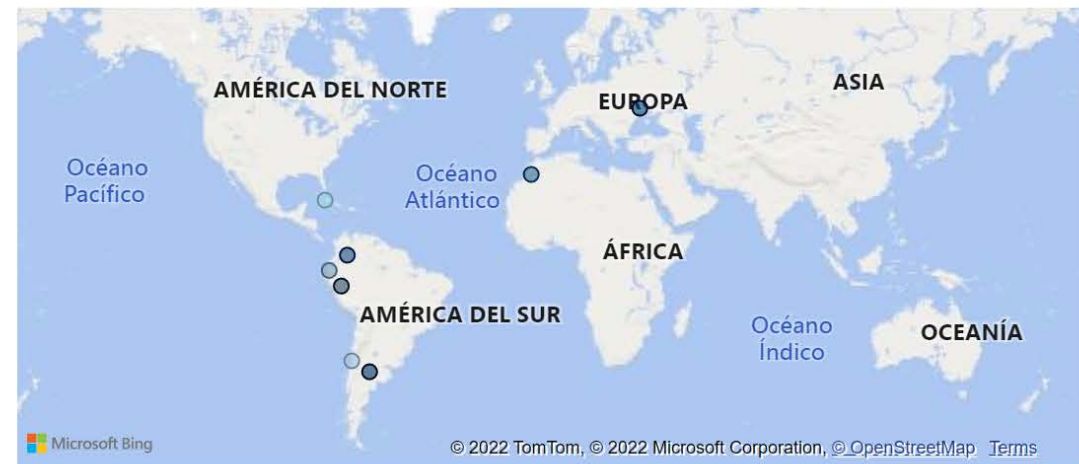 AMÉRICA DEL NORTE
EUROPA
ASIA
Océano
Pacífico
Océano
Atlántico
ÁFRICA
AMÉRICA DEL SUR
Océano
Índico
OCEANÍA
Microsoft Bing
© 2022 TomTom, © 2022 Microsoft Corporation, © OpenStreetMap Terms